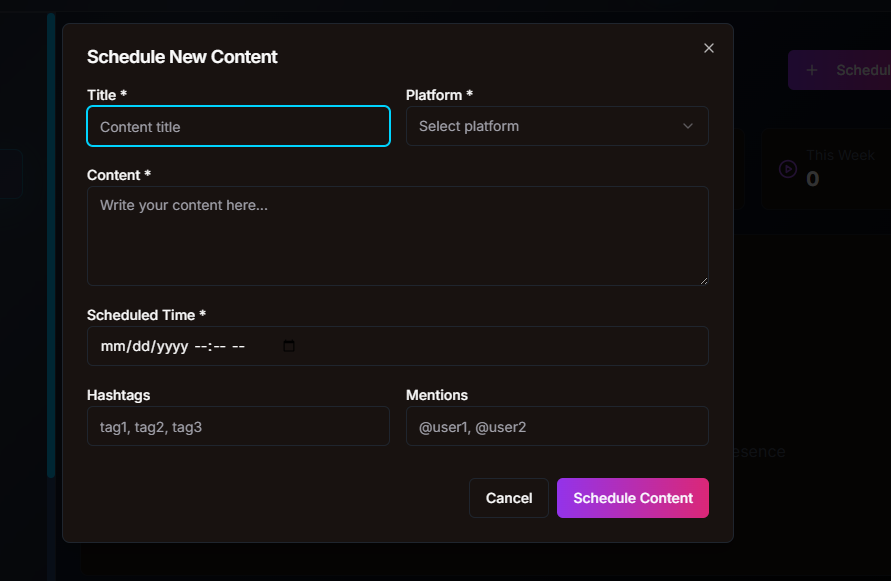 Schedule New Content
+ Schedul
Title *
Platform *
Content title
Select platform
This Week
0
Content *
Write your content here...
Scheduled Time *
mm/dd/yyyy --:-- --
Hashtags
Mentions
tag1, tag2, tag3
@user1, @user2
esence
Cancel
Schedule Content